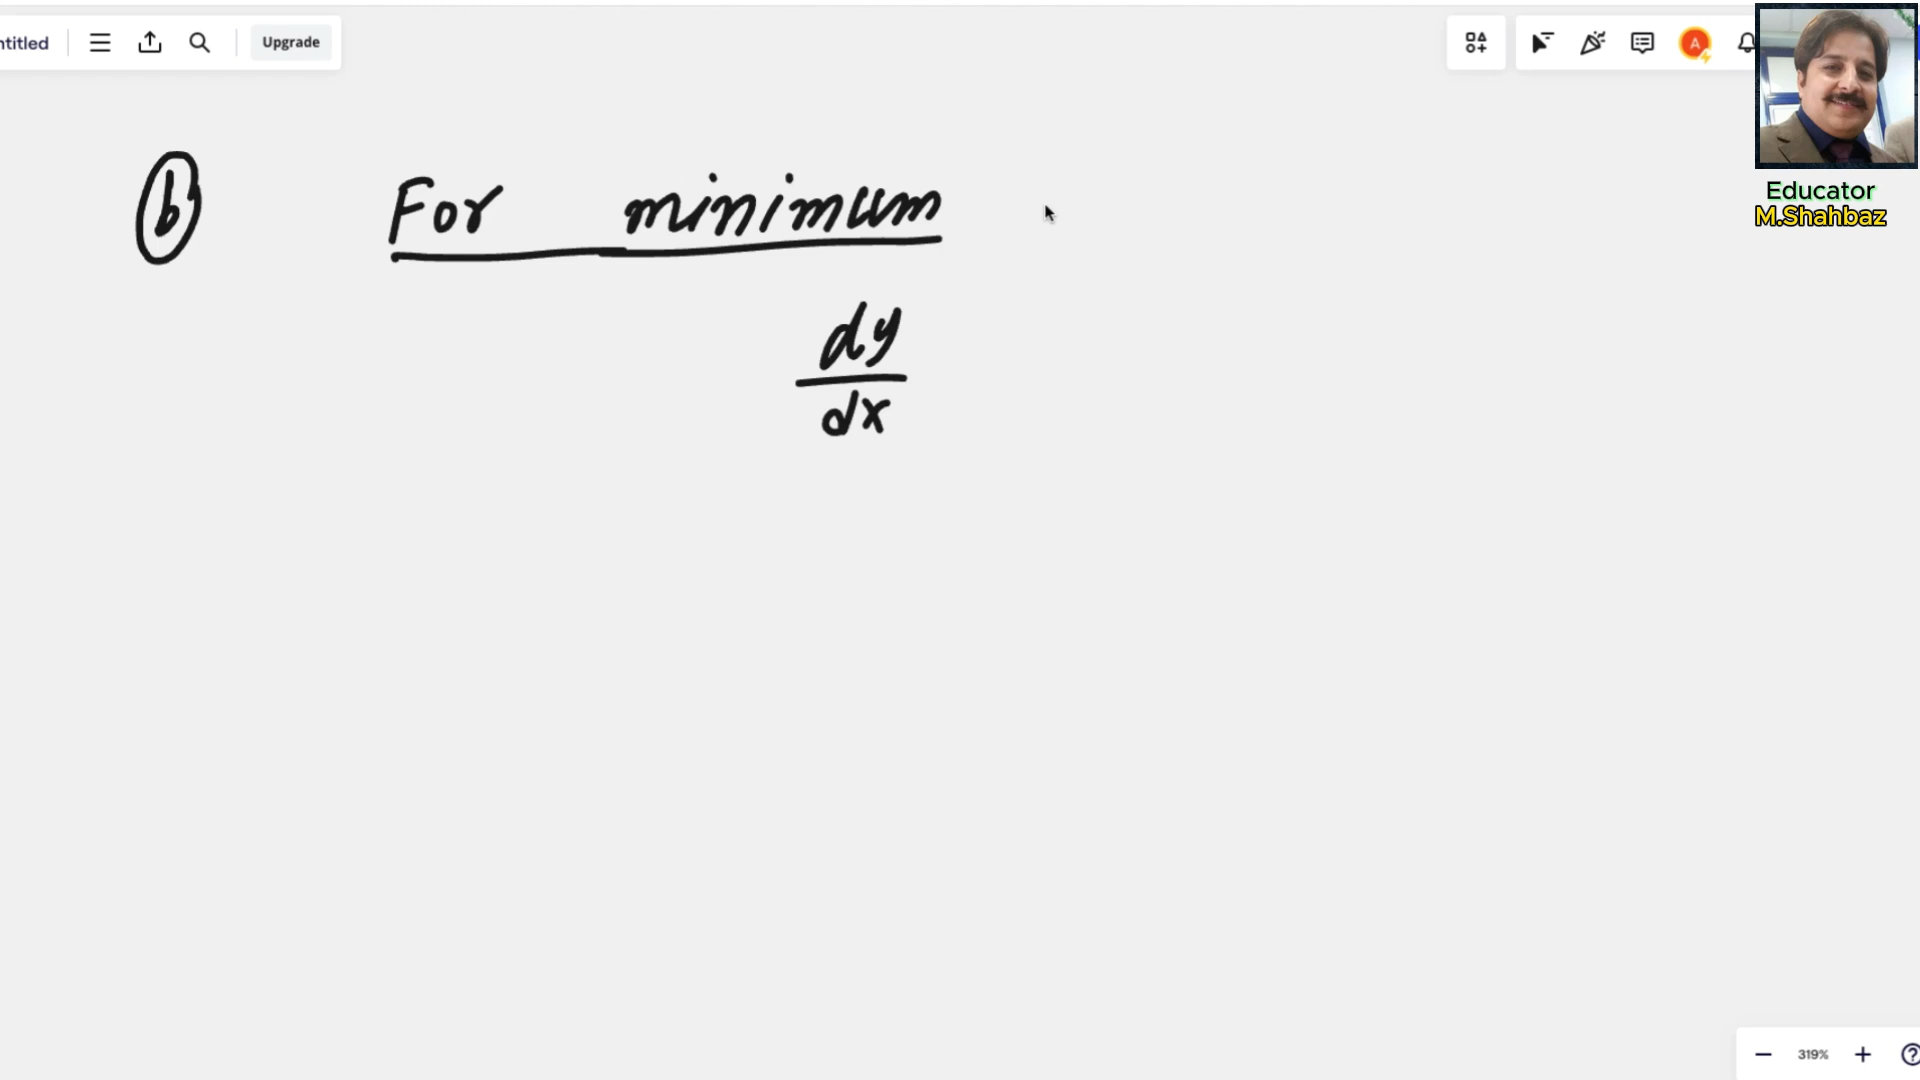 ntitled
Upgrade
A
Educator
M.Shahbaz
b For minimum
dy
dx
319%